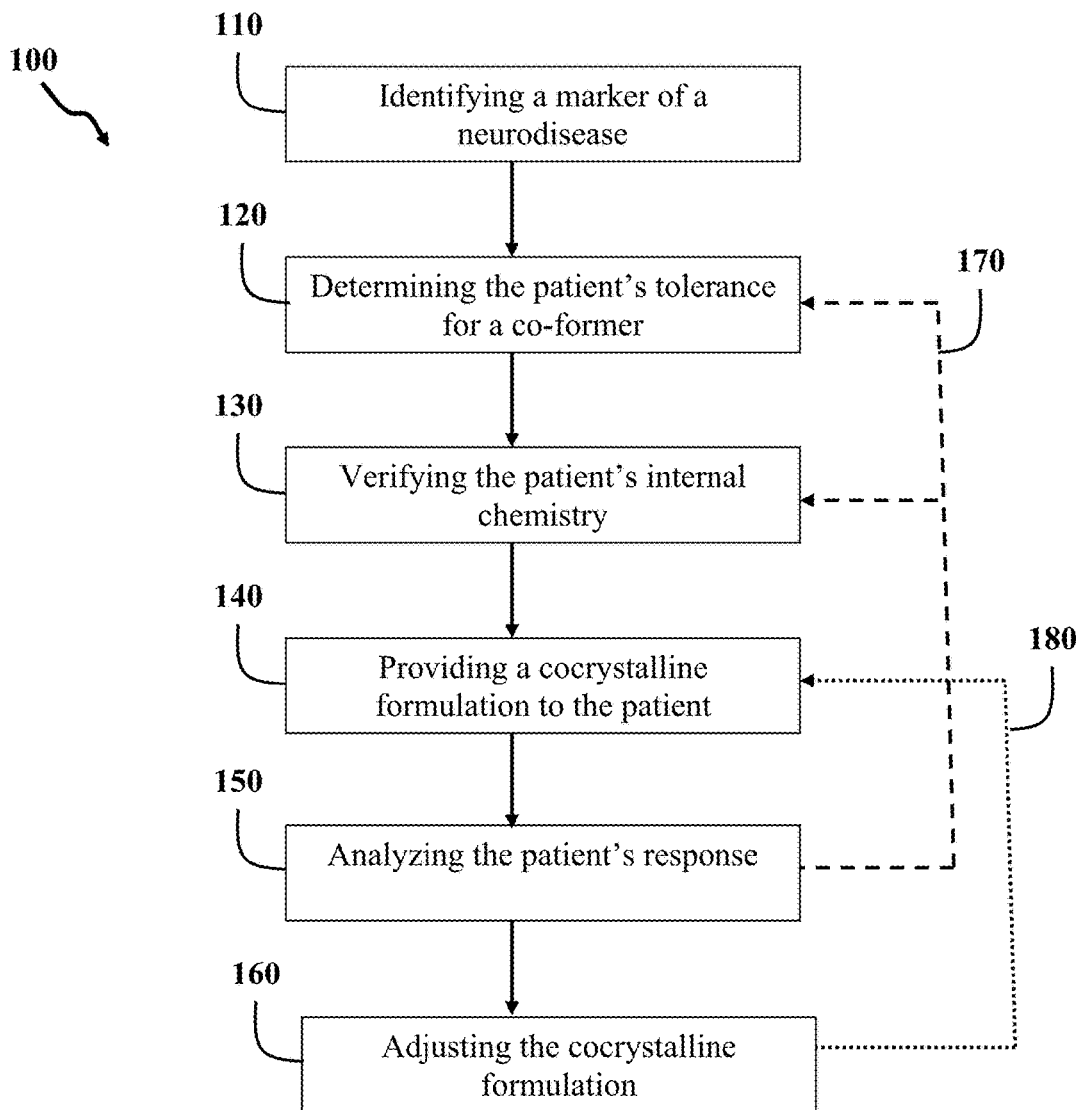 110
100
Identifying a marker of a
neurodisease
120
170
Determining the patient's tolerance
for a co-former
130
Verifying the patient's internal
chemistry
140
180
Providing a cocrystalline
formulation to the patient
150
Analyzing the patient's response
160
Adjusting the cocrystalline
formulation